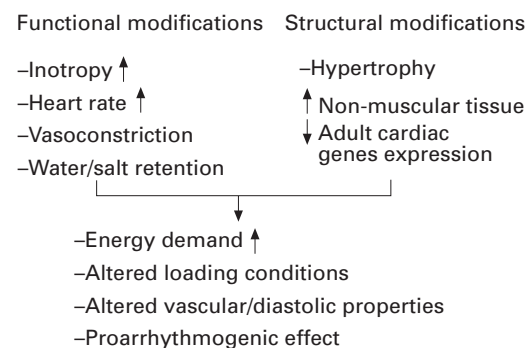 Functional modifications
–Inotropy ↑
–Heart rate ↑
–Vasoconstriction
–Water/salt retention
Structural modifications
–Hypertrophy
↑ Non-muscular tissue
↓ Adult cardiac
genes expression
–Energy demand ↑
–Altered loading conditions
–Altered vascular/diastolic properties
–Proarrhythmogenic effect